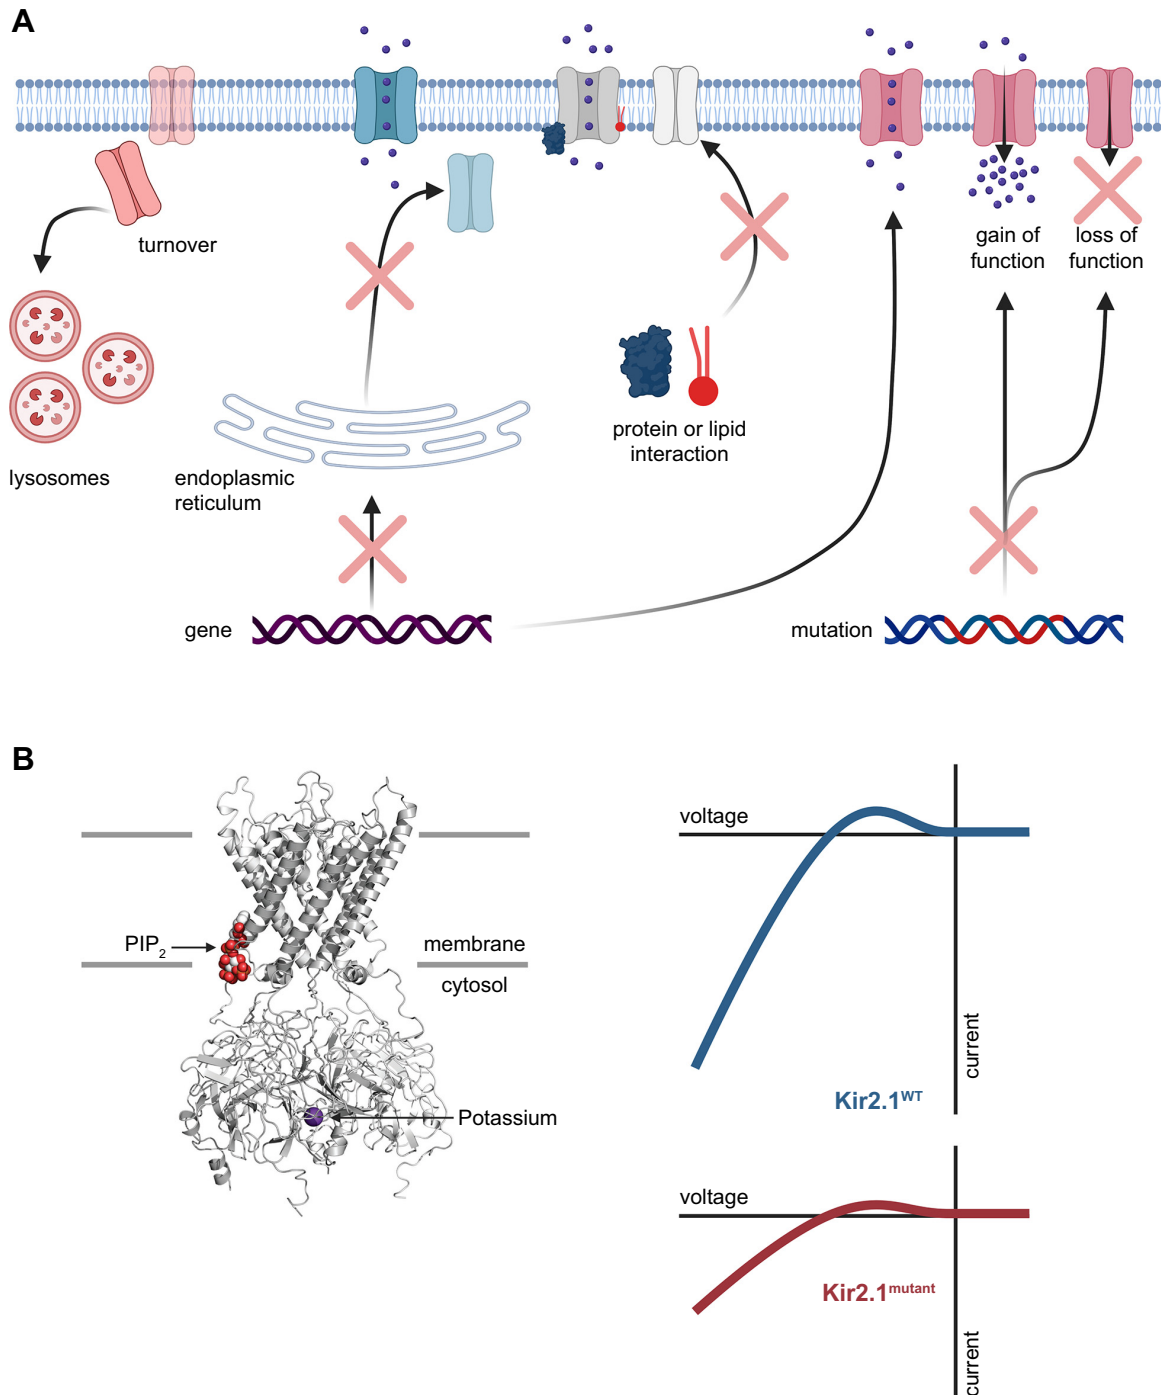 A
turnover
gain of
function
loss of
function
protein or lipid
interaction
lysosomes
endoplasmic
reticulum
gene
mutation
B
voltage
PIP2
membrane
cytosol
current
Kir2.1WT
Potassium
voltage
Kir2.1mutant
current